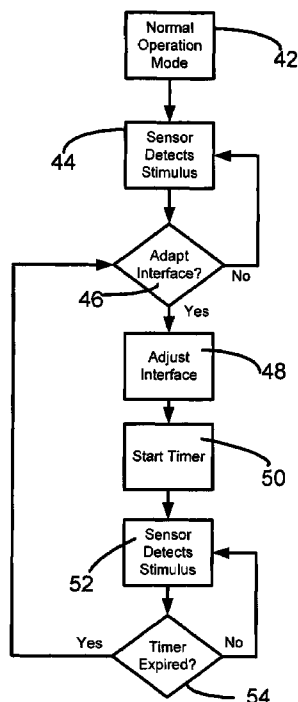 Normal
Operation
Mode
42
44
Sensor
Detects
Stimulus
Adapt
Interface?
46
No
Yes
Adjust
Interface
48
Start Timer
50
Sensor
Detects
Stimulus
52
Yes
Timer
Expired?
No
54